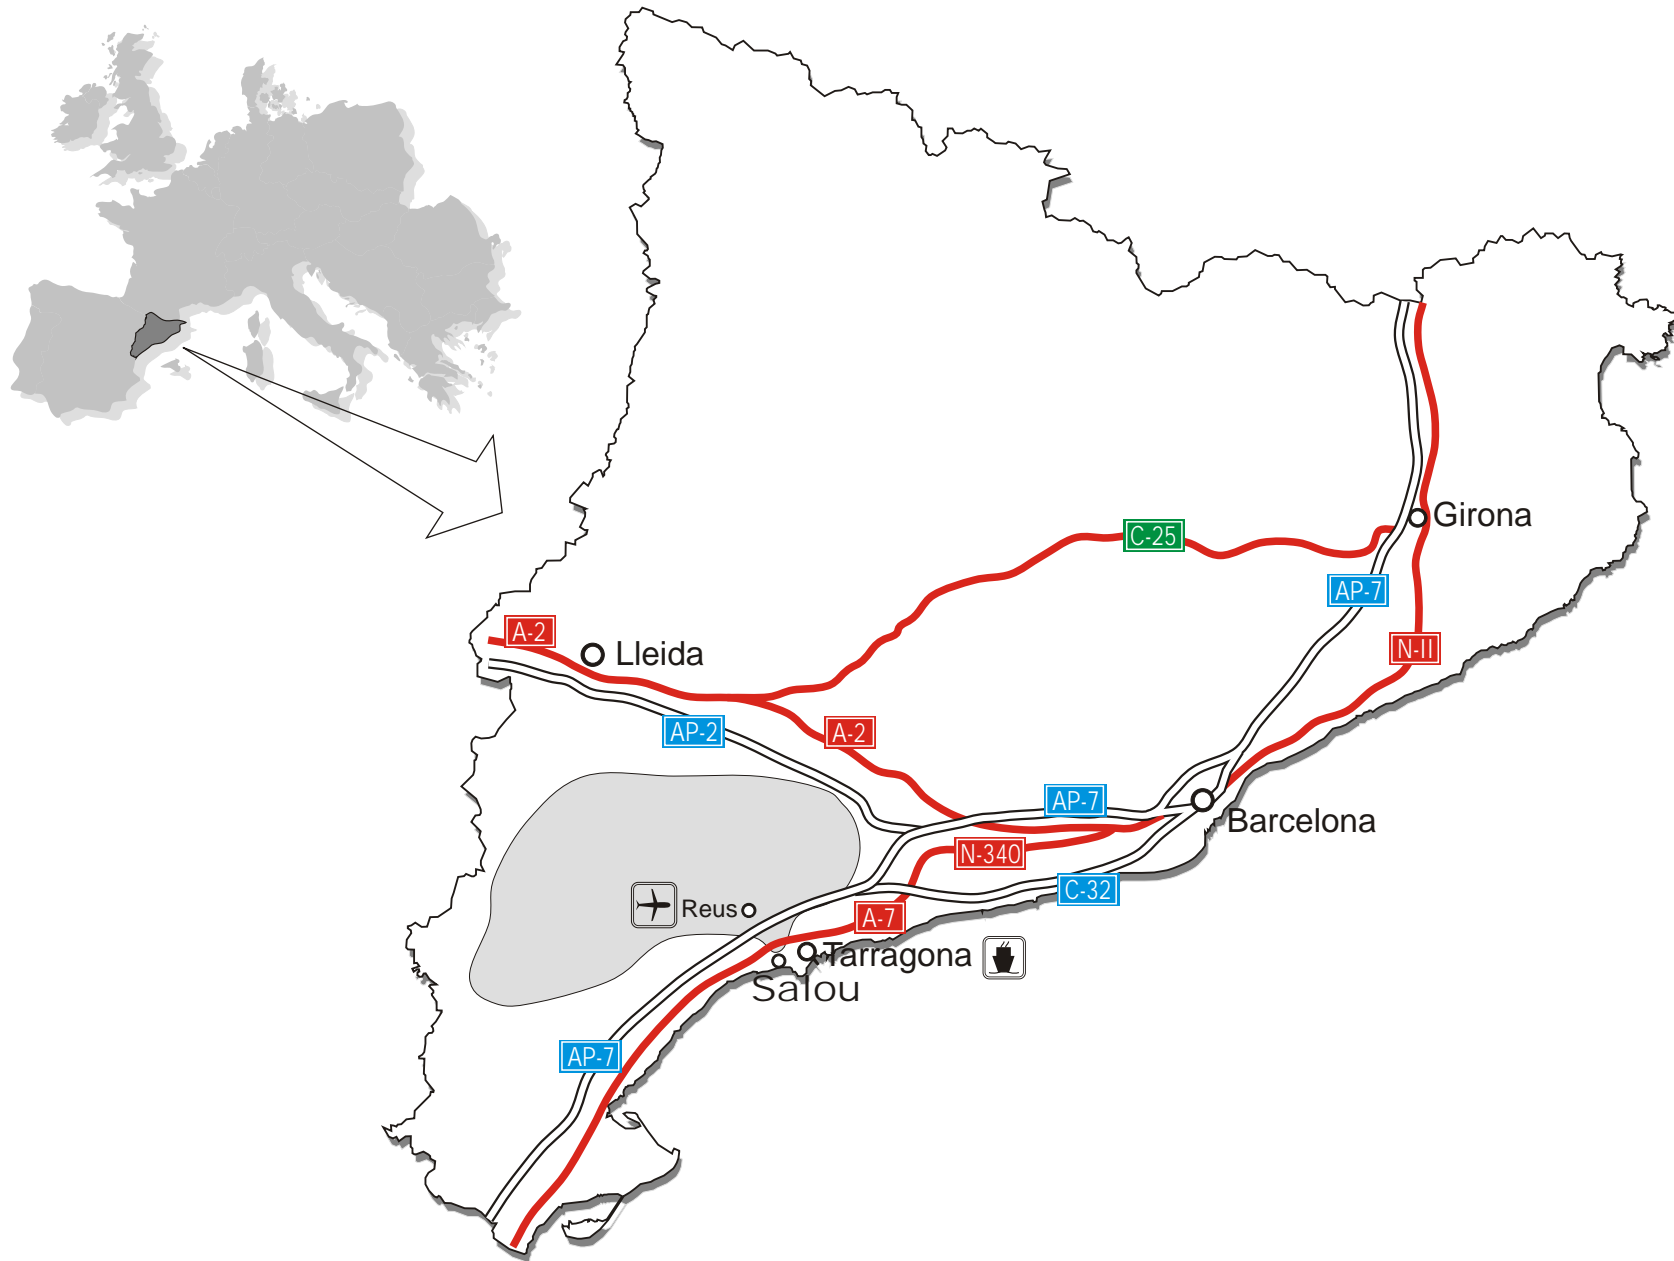 C-25
Girona
AP-7
A-2
N-II
Lleida
AP-2
A-2
AP-7
Barcelona
N-340
C-32
Reus
A-7
Tarragona
Salou
AP-7